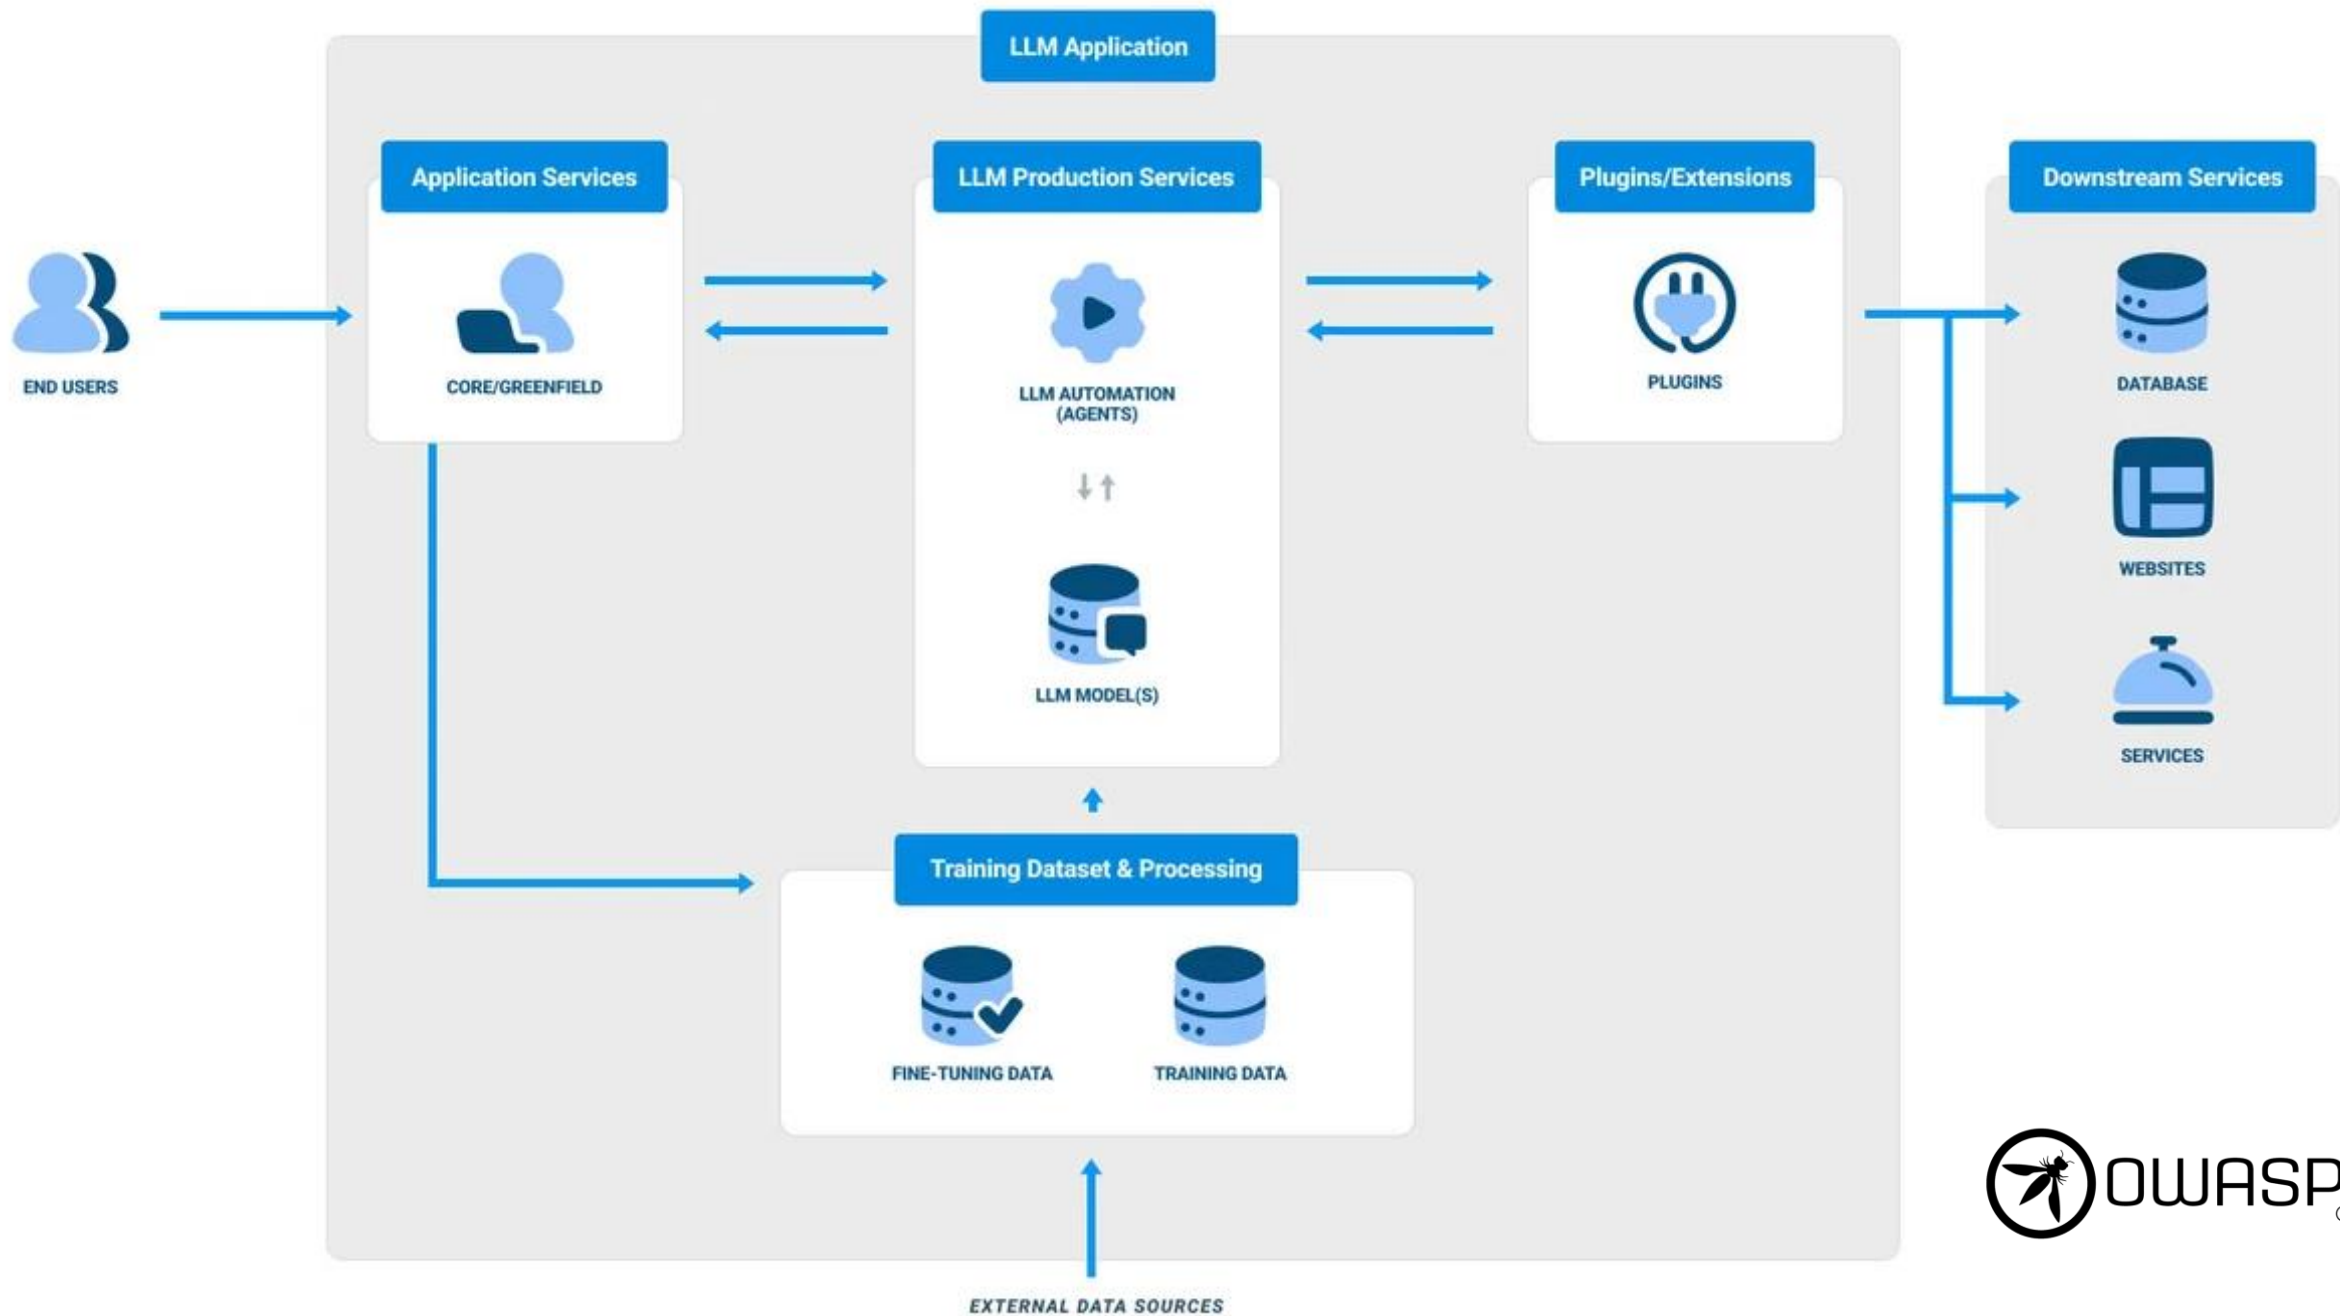 LLM Application
Application Services
LLM Production Services
Plugins/Extensions
Downstream Services
END USERS
CORE/GREENFIELD
LLM AUTOMATION
(AGENTS)
PLUGINS
DATABASE
WEBSITES
LLM MODEL(S)
SERVICES
Training Dataset & Processing
FINE-TUNING DATA
TRAINING DATA
OWASP
EXTERNAL DATA SOURCES